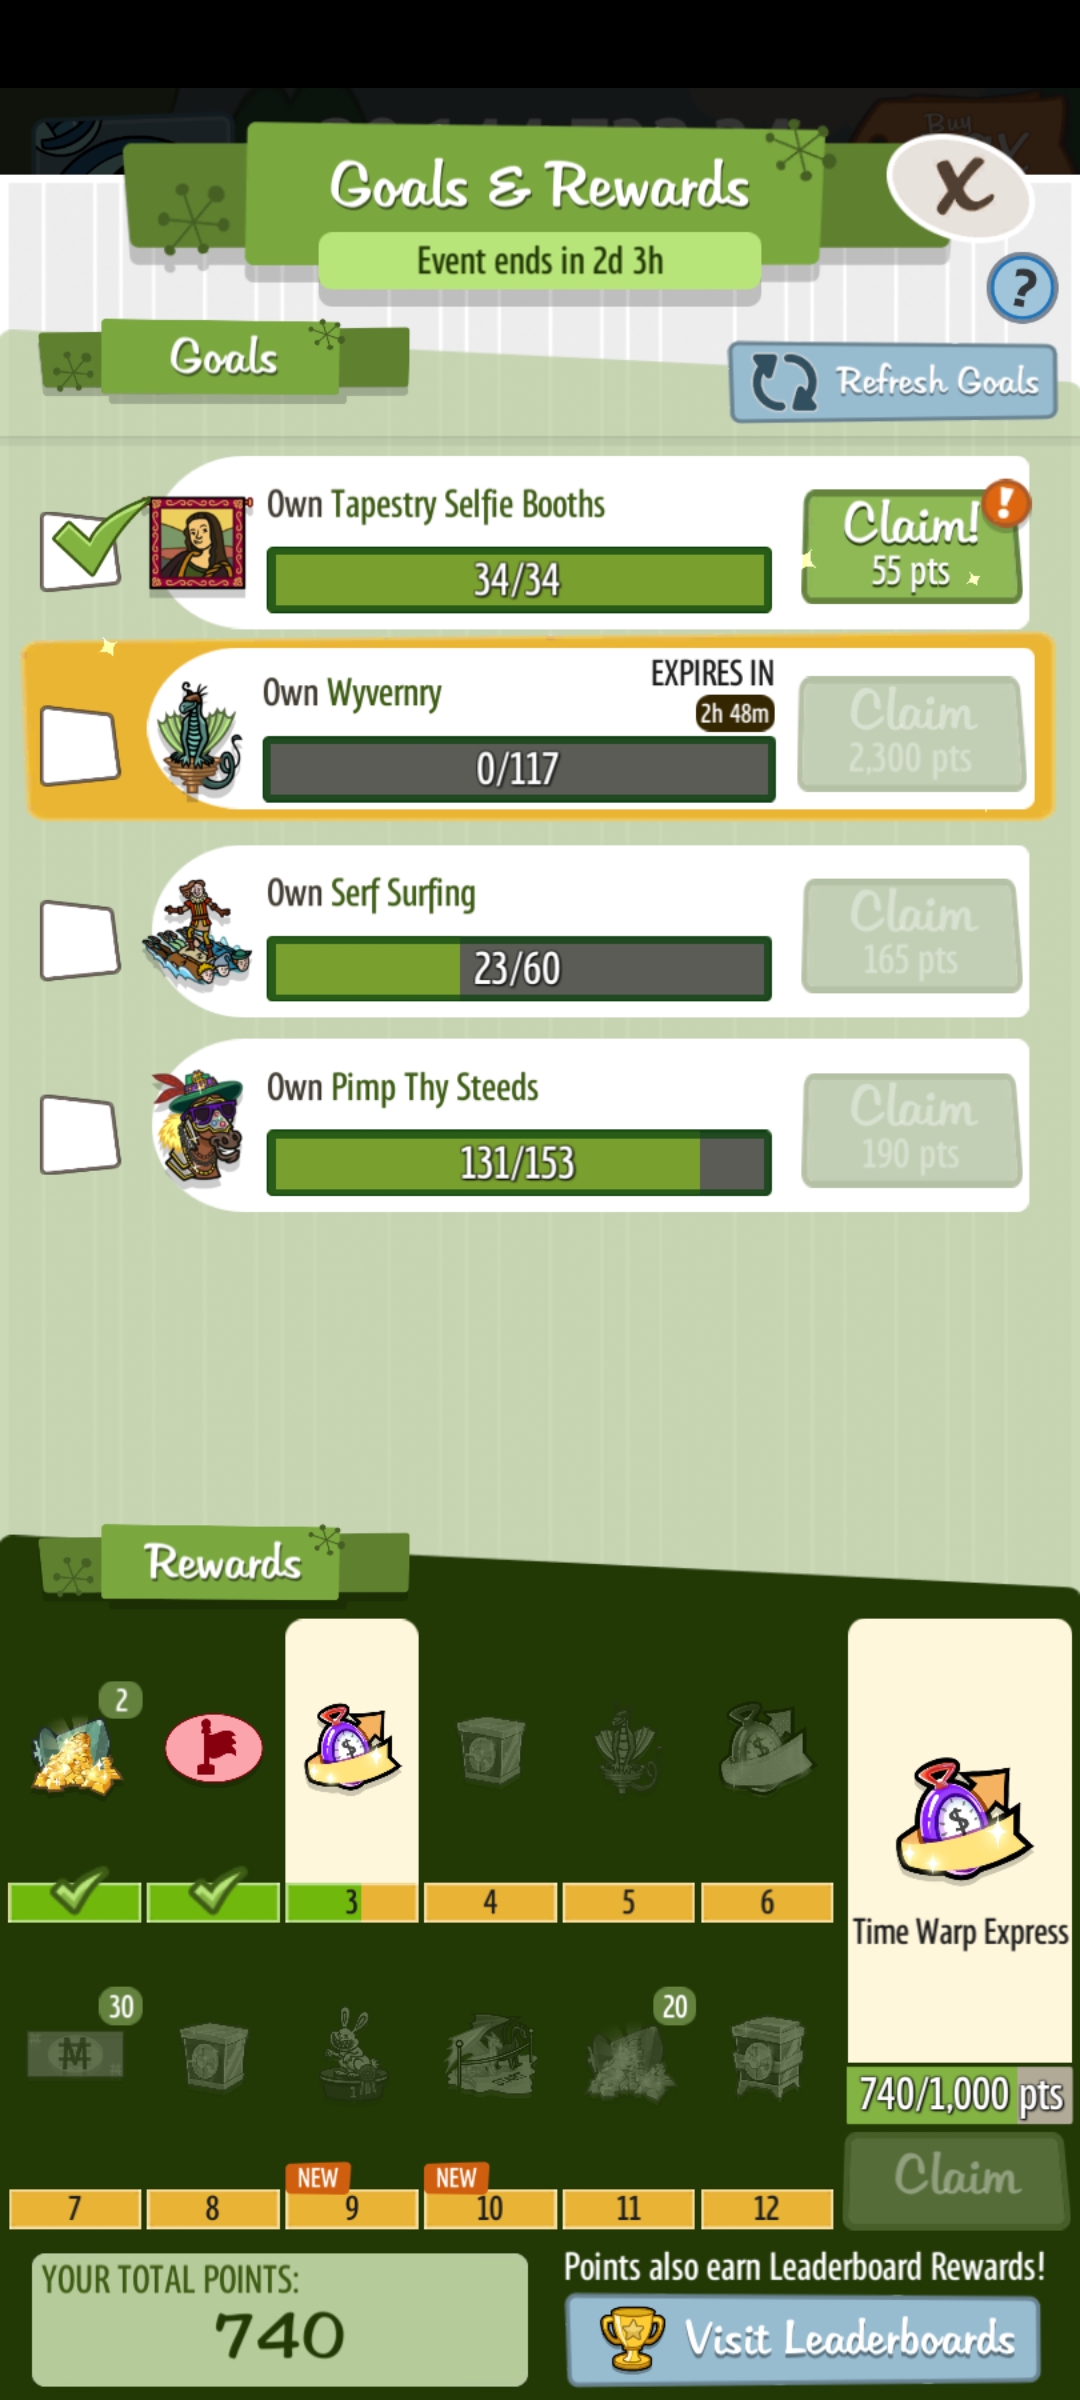 Buy
Goals & Rewards
X
Event ends in 2d 3h
?
Goals
Refresh Goals
Own Tapestry Selfie Booths
34/34
Claim!
55 pts
!
Own Wyvernry
EXPIRES IN
2h 48m
0/117
Claim
2,300 pts
Own Serf Surfing
23/60
Claim
165 pts
Own Pimp Thy Steeds
131/153
Claim
190 pts
Rewards
2
3
4
5
6
Time Warp Express
30
20
740/1,000 pts
Claim
NEW
NEW
7
8
9
10
11
12
YOUR TOTAL POINTS:
740
Points also earn Leaderboard Rewards!
Visit Leaderboards